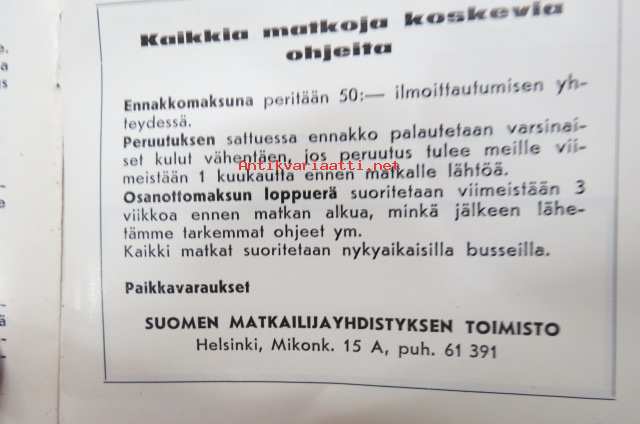 Kaikkia matkoja koskevia
ohjeita
Ennakkomaksuna peritään 50:— ilmoittautumisen yh-
teydessä.
Peruutuksen sattuessa ennakko palautetaan varsinai-
set kulut vähentäen, jos peruutus tulee meille vii-
Antikvariaatti.net
meistään 1 kuukautta ennen matkalle lähtöä.
Osanottomaksun loppuerä suoritetaan viimeistään 3
viikkoa ennen matkan alkua, minkä jälkeen lähe-
tämme tarkemmat ohjeet ym.
Kaikki matkat suoritetaan nykyaikaisilla busseilla.
Paikkavaraukset
SUOMEN MATKAILIJAYHDISTYKSEN TOIMISTO
Helsinki, Mikonk. 15 A, puh. 61 391